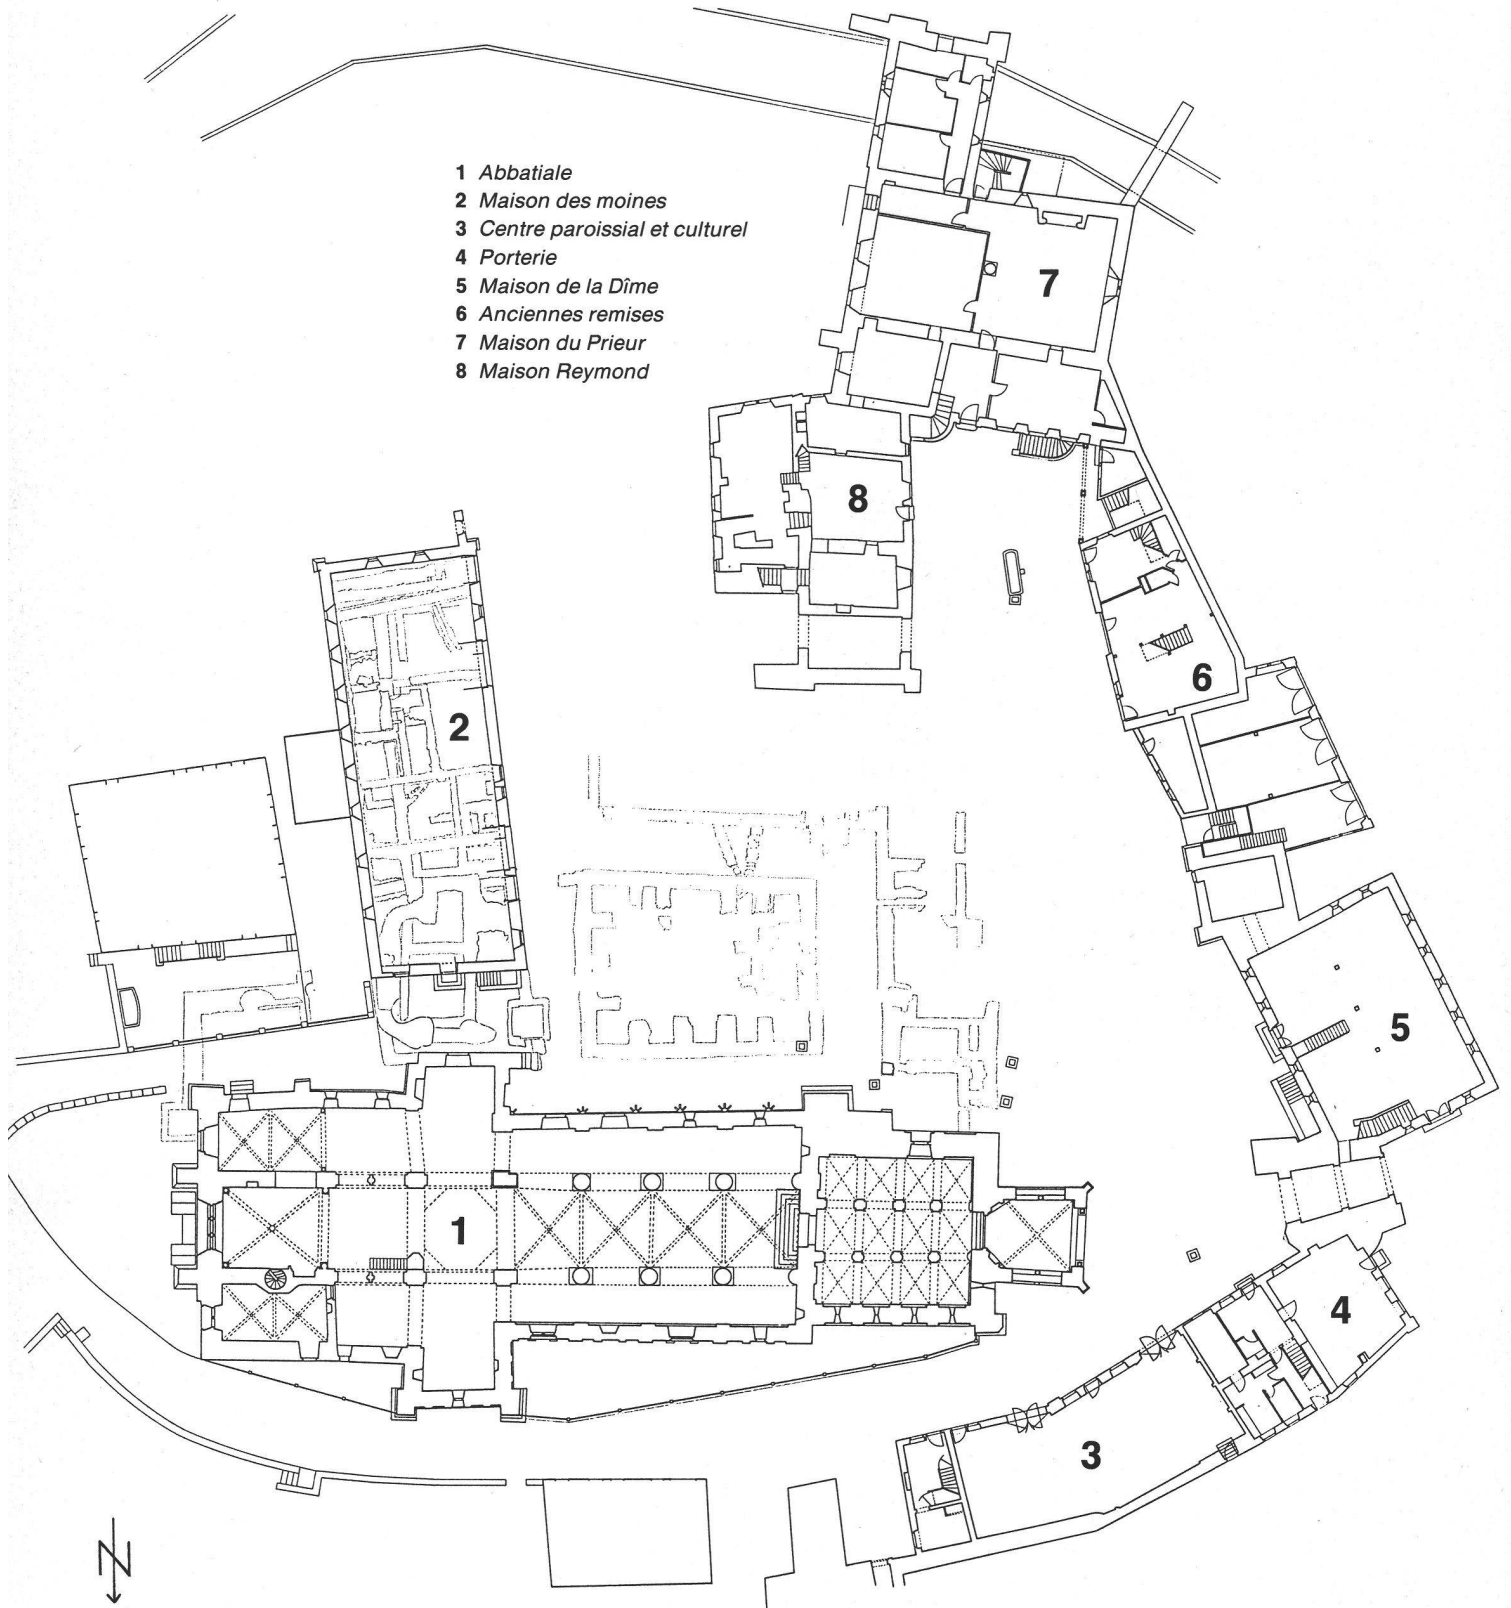 1 Abbatiale
2 Maison des moines
3 Centre paroissial et culturel
4 Porterie
5 Maison de la Dîme
6 Anciennes remises
7 Maison du Prieur
8 Maison Reymond
7
8
6
2
5
1
4
3
N